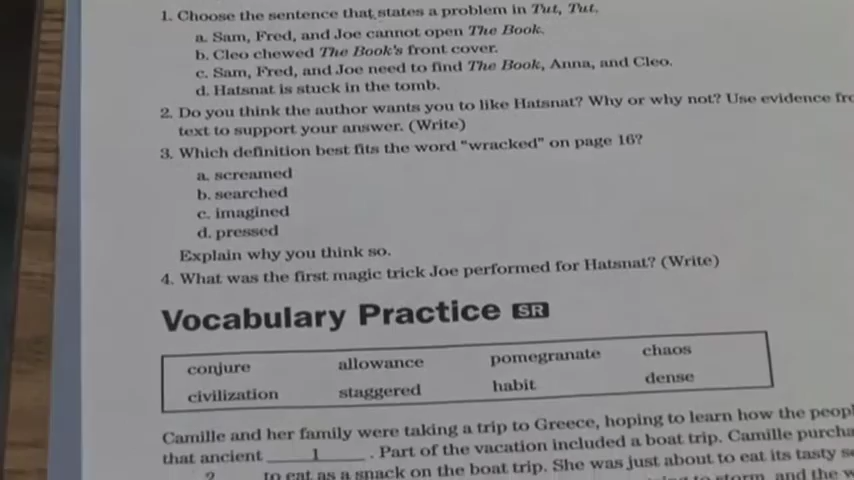 1. Choose the sentence that states a problem in Tut, Tut.
a. Sam, Fred, and Joe cannot open The Book.
b. Cleo chewed The Book's front cover.
c. Sam, Fred, and Joe need to find The Book, Anna, and Cleo.
d. Hatsnat is stuck in the tomb.
2. Do you think the author wants you to like Hatsnat? Why or why not? Use evidence
text to support your answer. (Write)
3. Which definition best fits the word "wracked" on page 16?
a. screamed
b. searched
c. imagined
d. pressed
Explain why you think so.
4. What was the first magic trick Joe performed for Hatsnat? (Write)
Vocabulary Practice SR
conjure allowance pomegranate chaos
civilization staggered habit dense
Camille and her family were taking a trip to Greece, hoping to learn how the
that ancient 1 . Part of the vacation included a boat trip. Camille
2 to eat as a snack on the boat trip. She was just about to eat its tasty
to storm, and the